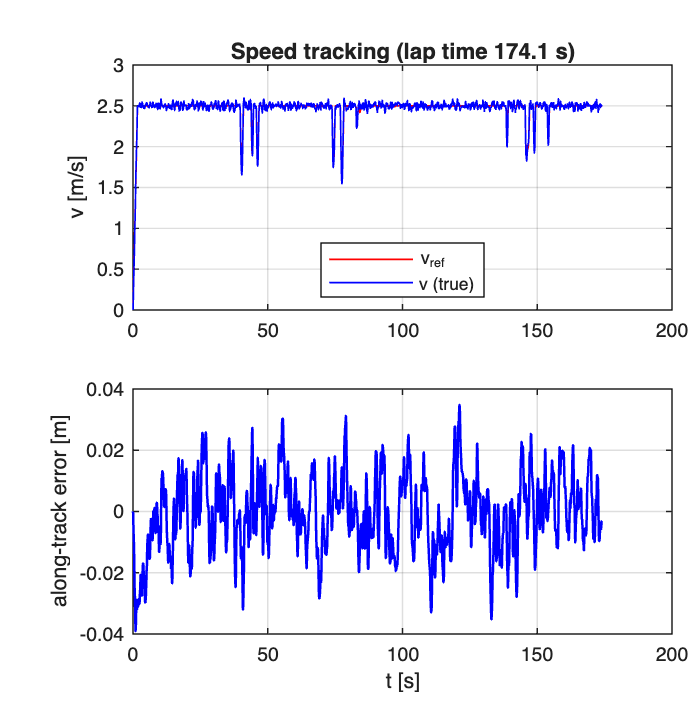 Speed tracking (lap time 174.1 s)
3
2.5
2
1.5
1
0.5
0
v [m/s]
v_ref
v (true)
0 50 100 150 200
0.04
0.02
0
-0.02
-0.04
along-track error [m]
0 50 100 150 200
t [s]